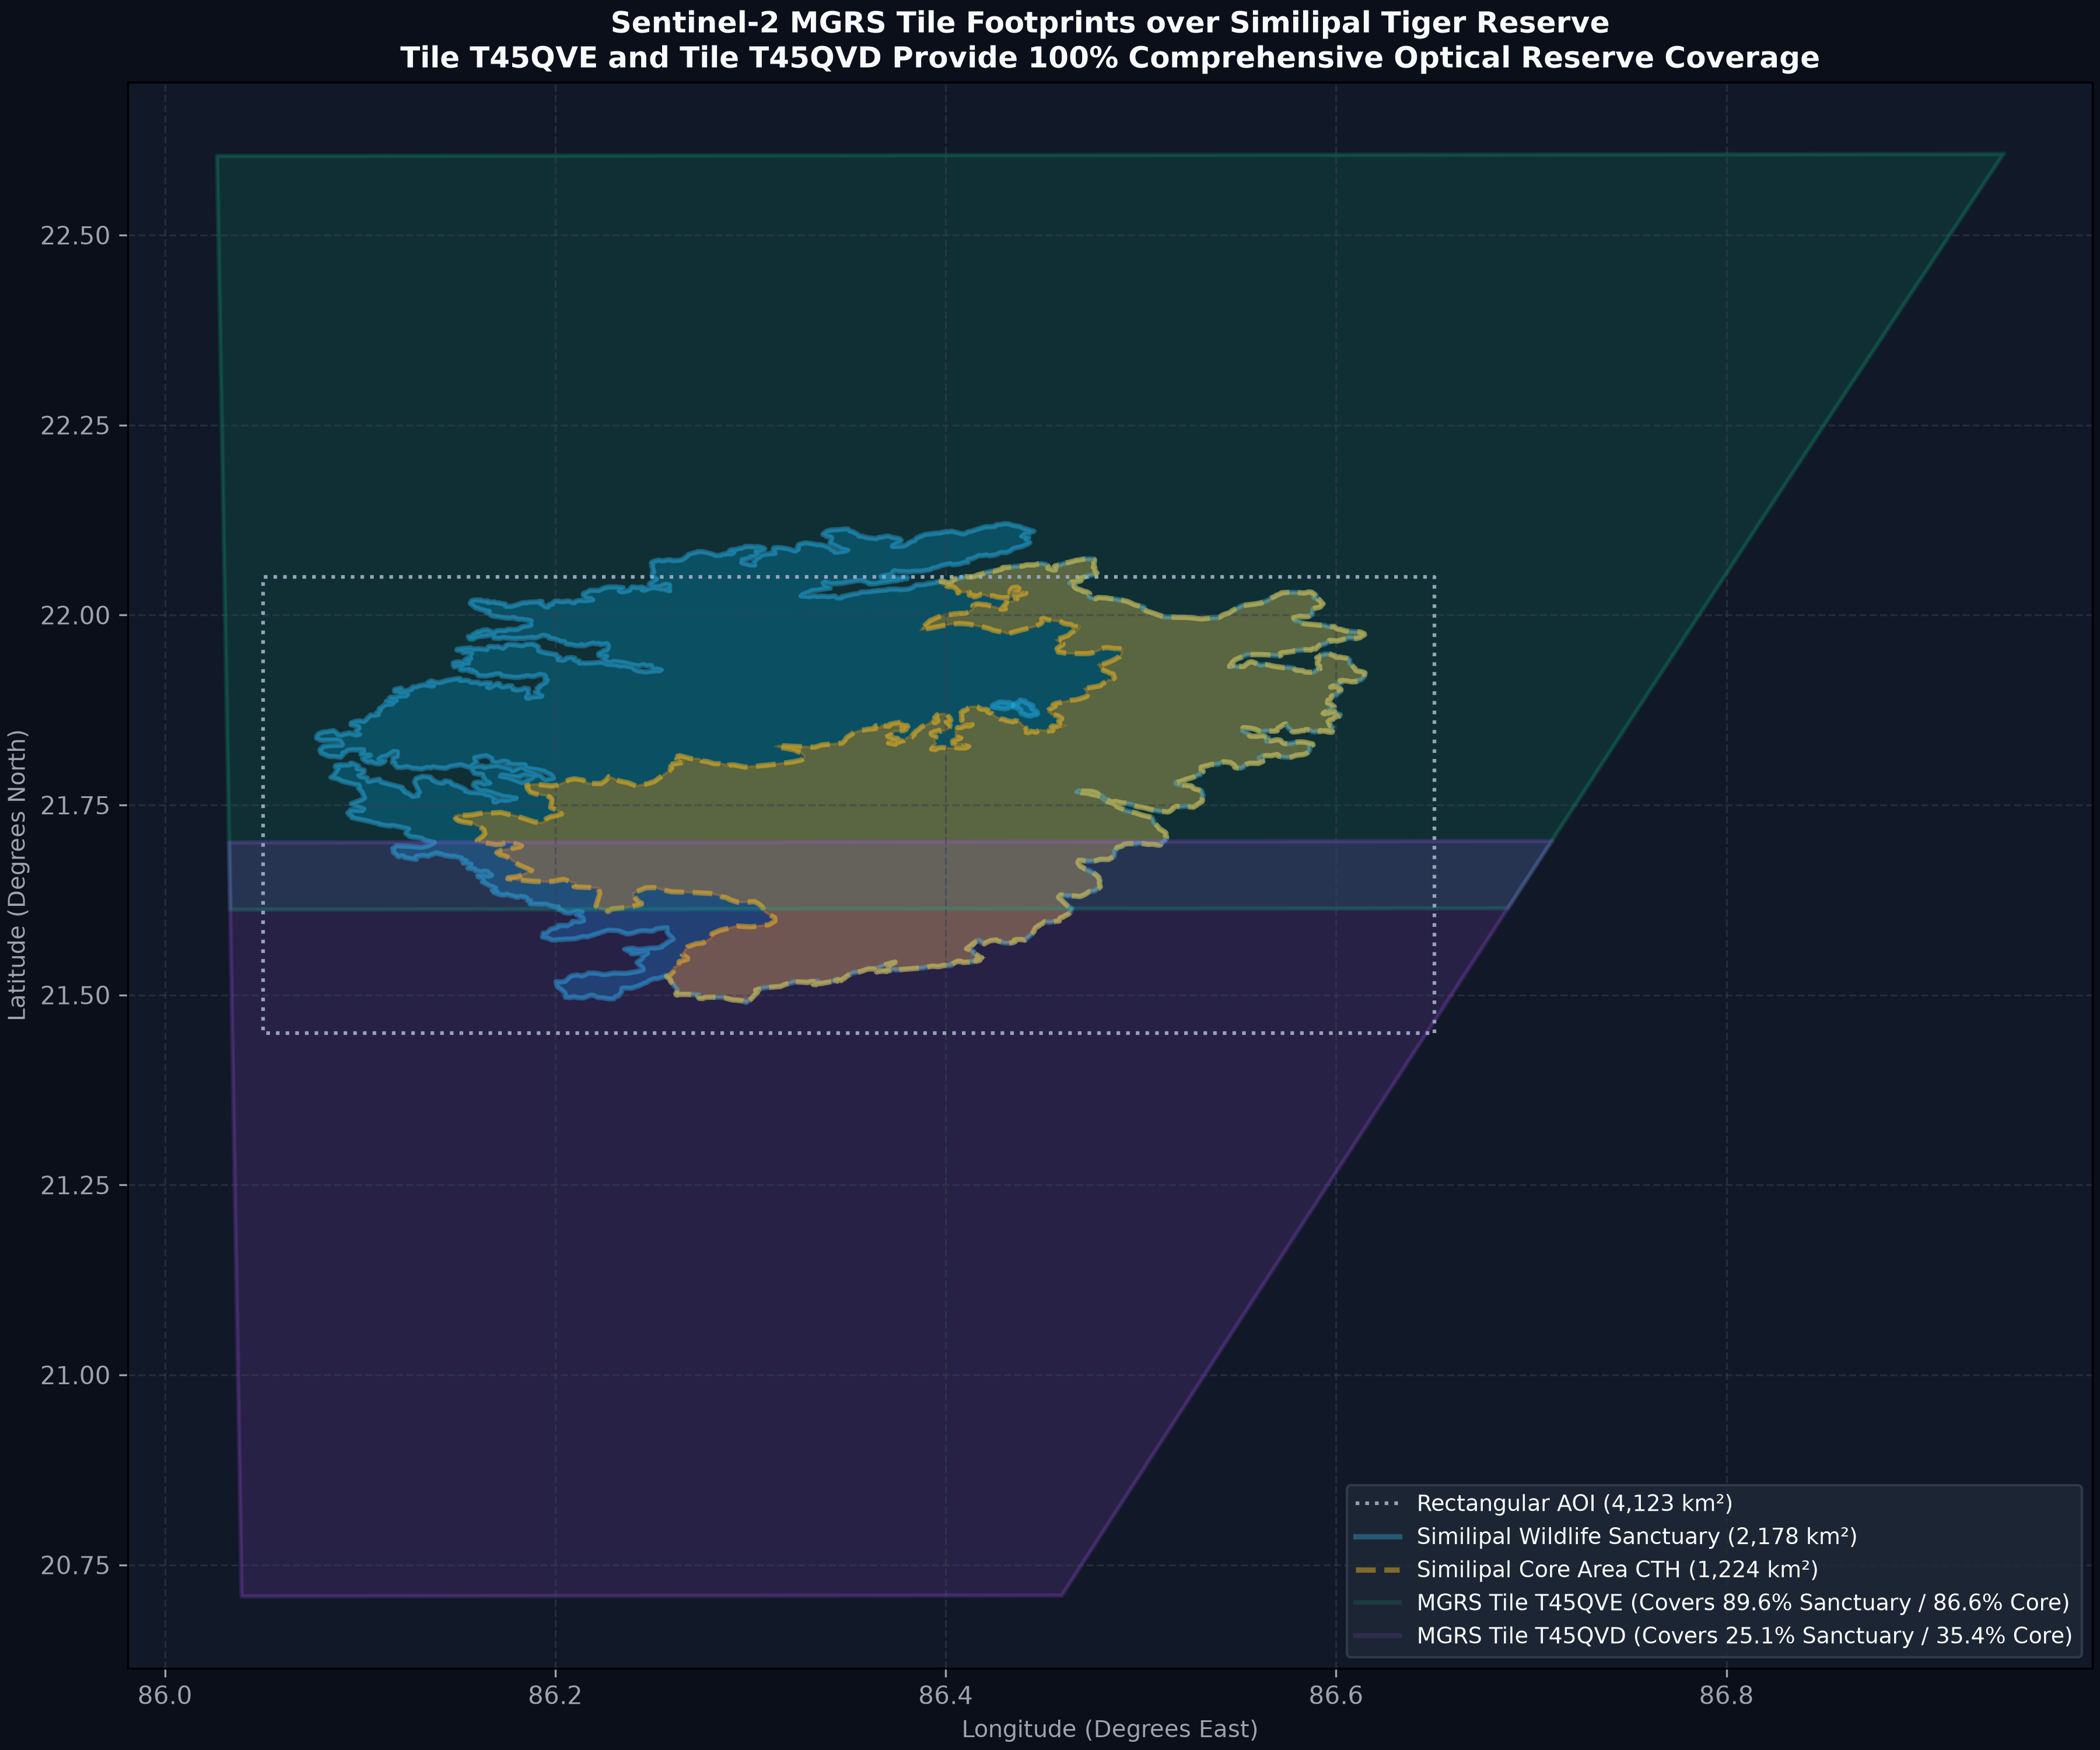 Sentinel-2 MGRS Tile Footprints over Similipal Tiger Reserve
Tile T45QVE and Tile T45QVD Provide 100% Comprehensive Optical Reserve Coverage
Latitude (Degrees North)
22.50
22.25
22.00
21.75
21.50
21.25
21.00
20.75
Rectangular AOI (4,123 km²)
Similipal Wildlife Sanctuary (2,178 km²)
Similipal Core Area CTH (1,224 km²)
MGRS Tile T45QVE (Covers 89.6% Sanctuary / 86.6% Core)
MGRS Tile T45QVD (Covers 25.1% Sanctuary / 35.4% Core)
86.0 86.2 86.4 86.6 86.8
Longitude (Degrees East)